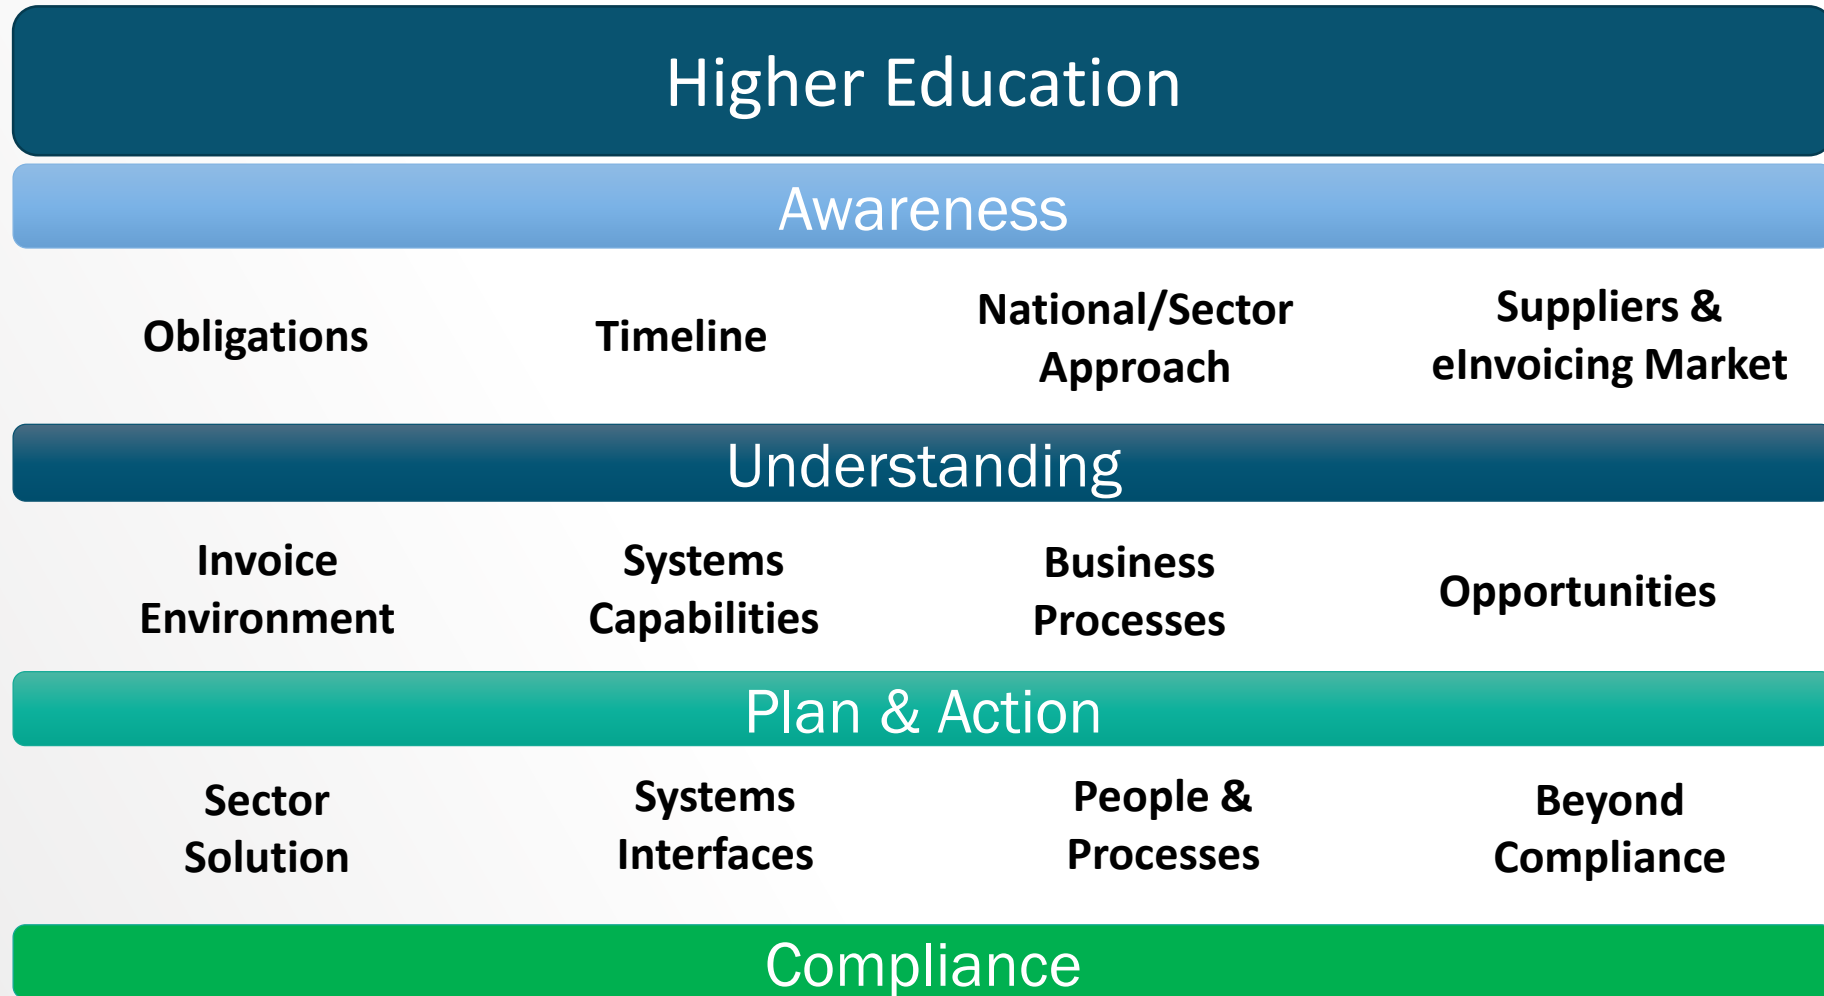 Higher Education
Awareness
Obligations
Timeline
National/Sector
Approach
Suppliers &
eInvoicing Market
Understanding
Invoice
Environment
Systems
Capabilities
Business
Processes
Opportunities
Plan & Action
Sector
Solution
Systems
Interfaces
People &
Processes
Beyond
Compliance
Compliance